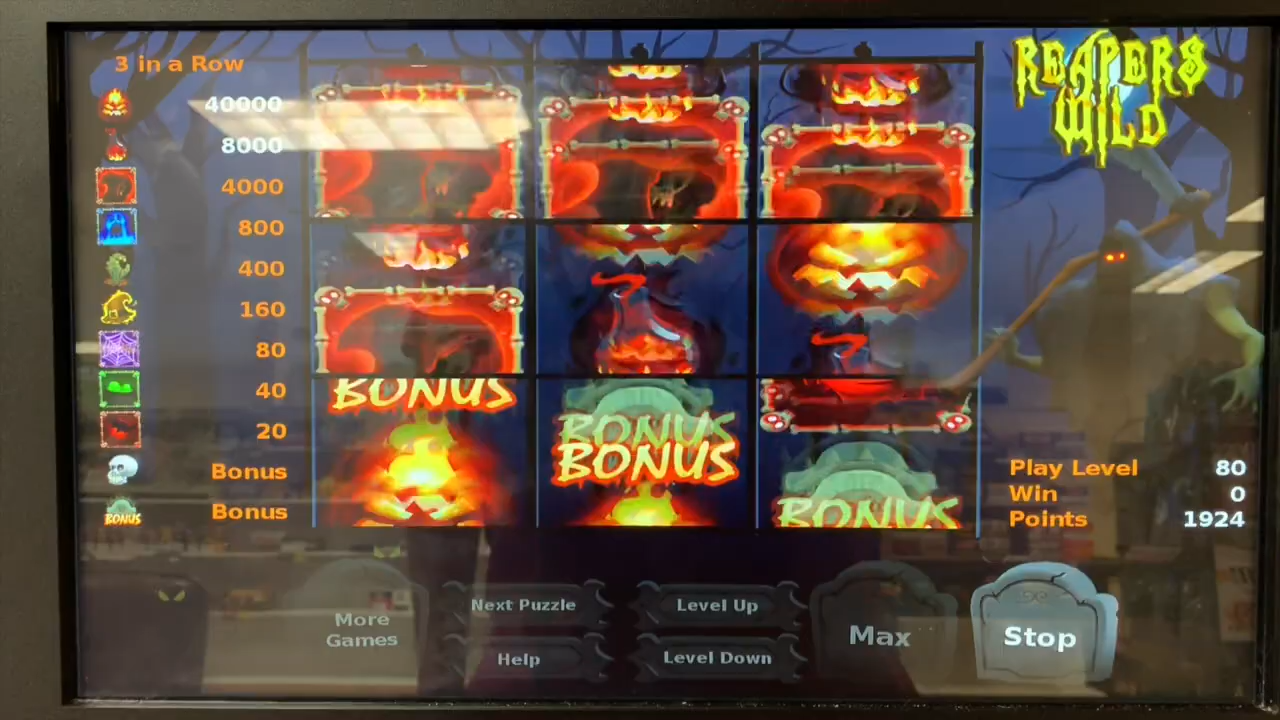 3 in a Row
40000
8000
4000
800
400
160
80
40
20
Bonus
Bonus
BONUS
BONUS
BONUS
BONUS
BONUS
REAPERS
WILD
Play Level 80
Win 0
Points 1924
More
Games
Next Puzzle
Help
Level Up
Level Down
Max
Stop